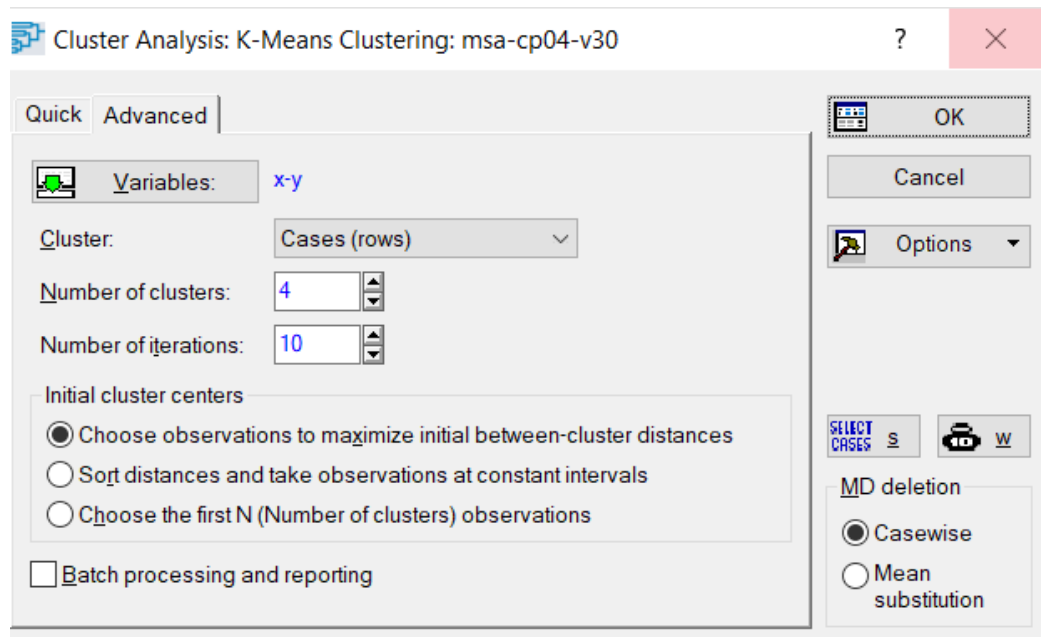 Cluster Analysis: K-Means Clustering: msa-cp04-v30 ?
Quick Advanced
OK
Variables: x-y
Cancel
Cluster: Cases (rows)
Options
Number of clusters: 4
Number of iterations: 10
Initial cluster centers
Choose observations to maximize initial between-cluster distances
Sort distances and take observations at constant intervals
Choose the first N (Number of clusters) observations
Batch processing and reporting
SELECT
CASES S
W
MD deletion
Casewise
Mean
substitution